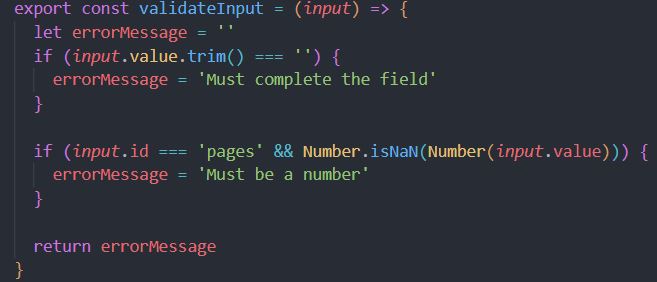 export const validateInput = (input) => {
let errorMessage = ''
if (input.value.trim() === '') {
errorMessage = 'Must complete the field'
}
if (input.id === 'pages' && Number.isNaN(Number(input.value))) {
errorMessage = 'Must be a number'
}
return errorMessage
}